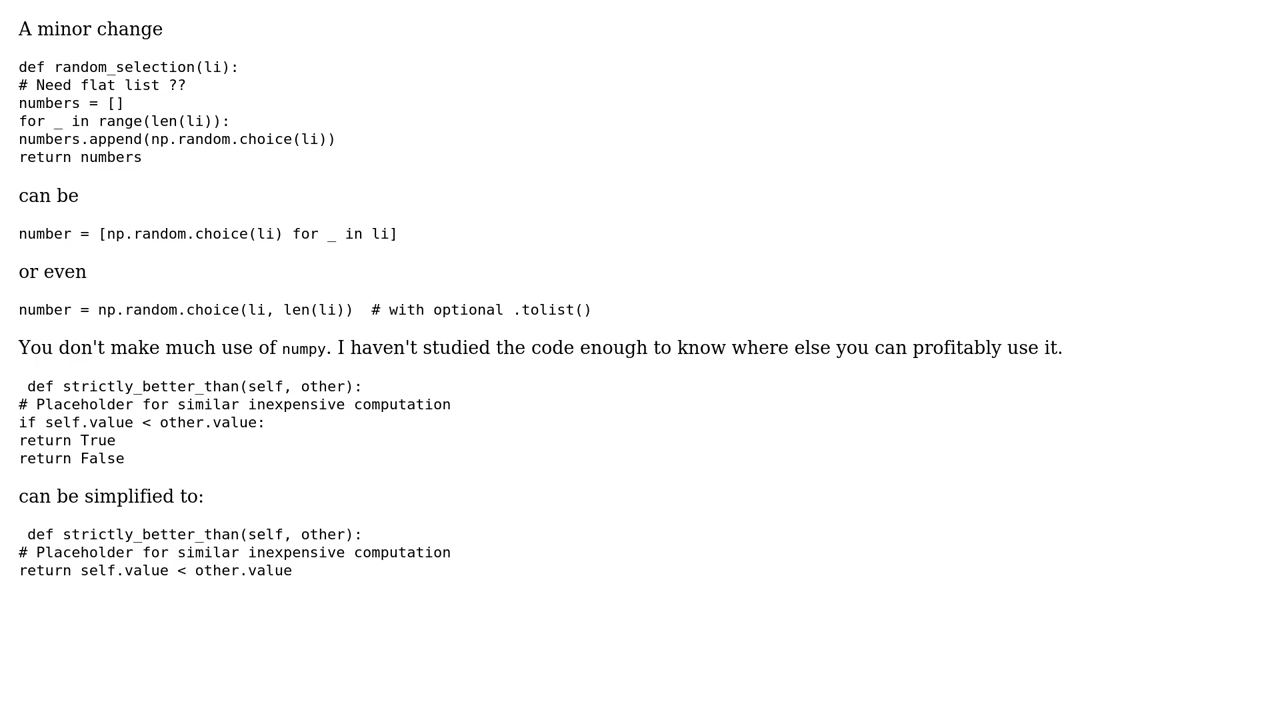 A minor change
def random_selection(li):
# Need flat list ??
numbers = []
for _ in range(len(li)):
numbers.append(np.random.choice(li))
return numbers
can be
number = [np.random.choice(li) for _ in li]
or even
number = np.random.choice(li, len(li))  # with optional .tolist()
You don't make much use of numpy. I haven't studied the code enough to know where else you can profitably use it.
 def strictly_better_than(self, other):
# Placeholder for similar inexpensive computation
if self.value < other.value:
return True
return False
can be simplified to:
 def strictly_better_than(self, other):
# Placeholder for similar inexpensive computation
return self.value < other.value